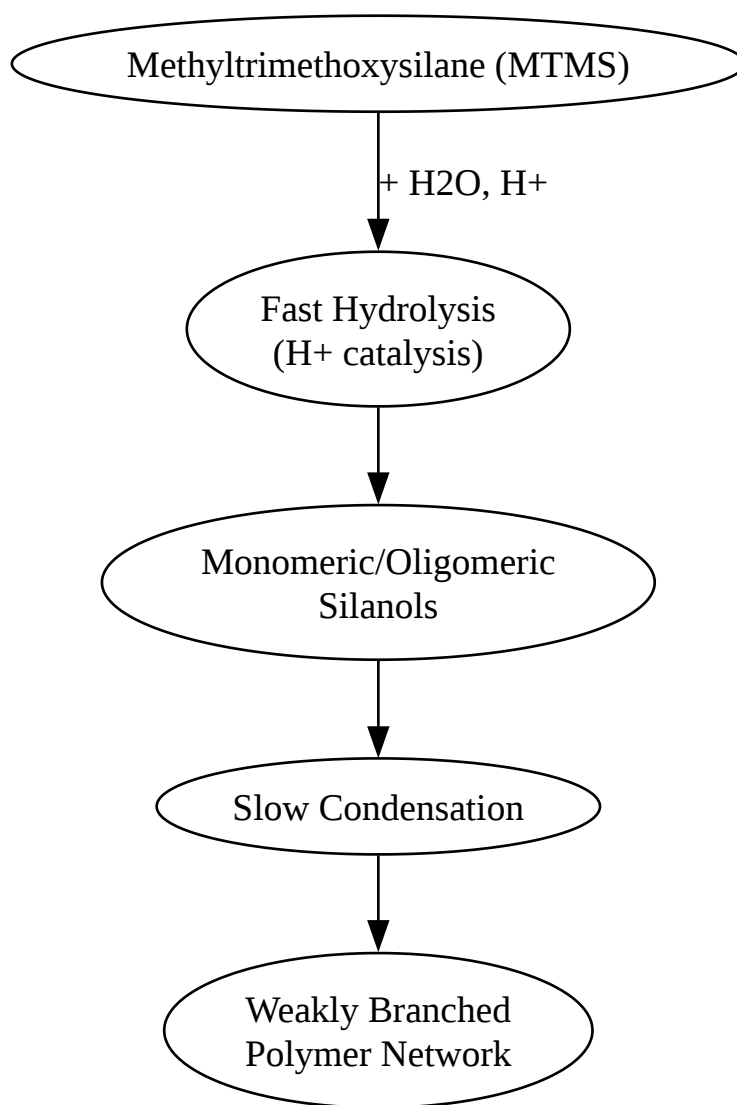 Methyltrimethoxysilane (MTMS)
+ H2O, H+
Fast Hydrolysis
(H+ catalysis)
Monomeric/Oligomeric
Silanols
Slow Condensation
Weakly Branched
Polymer Network